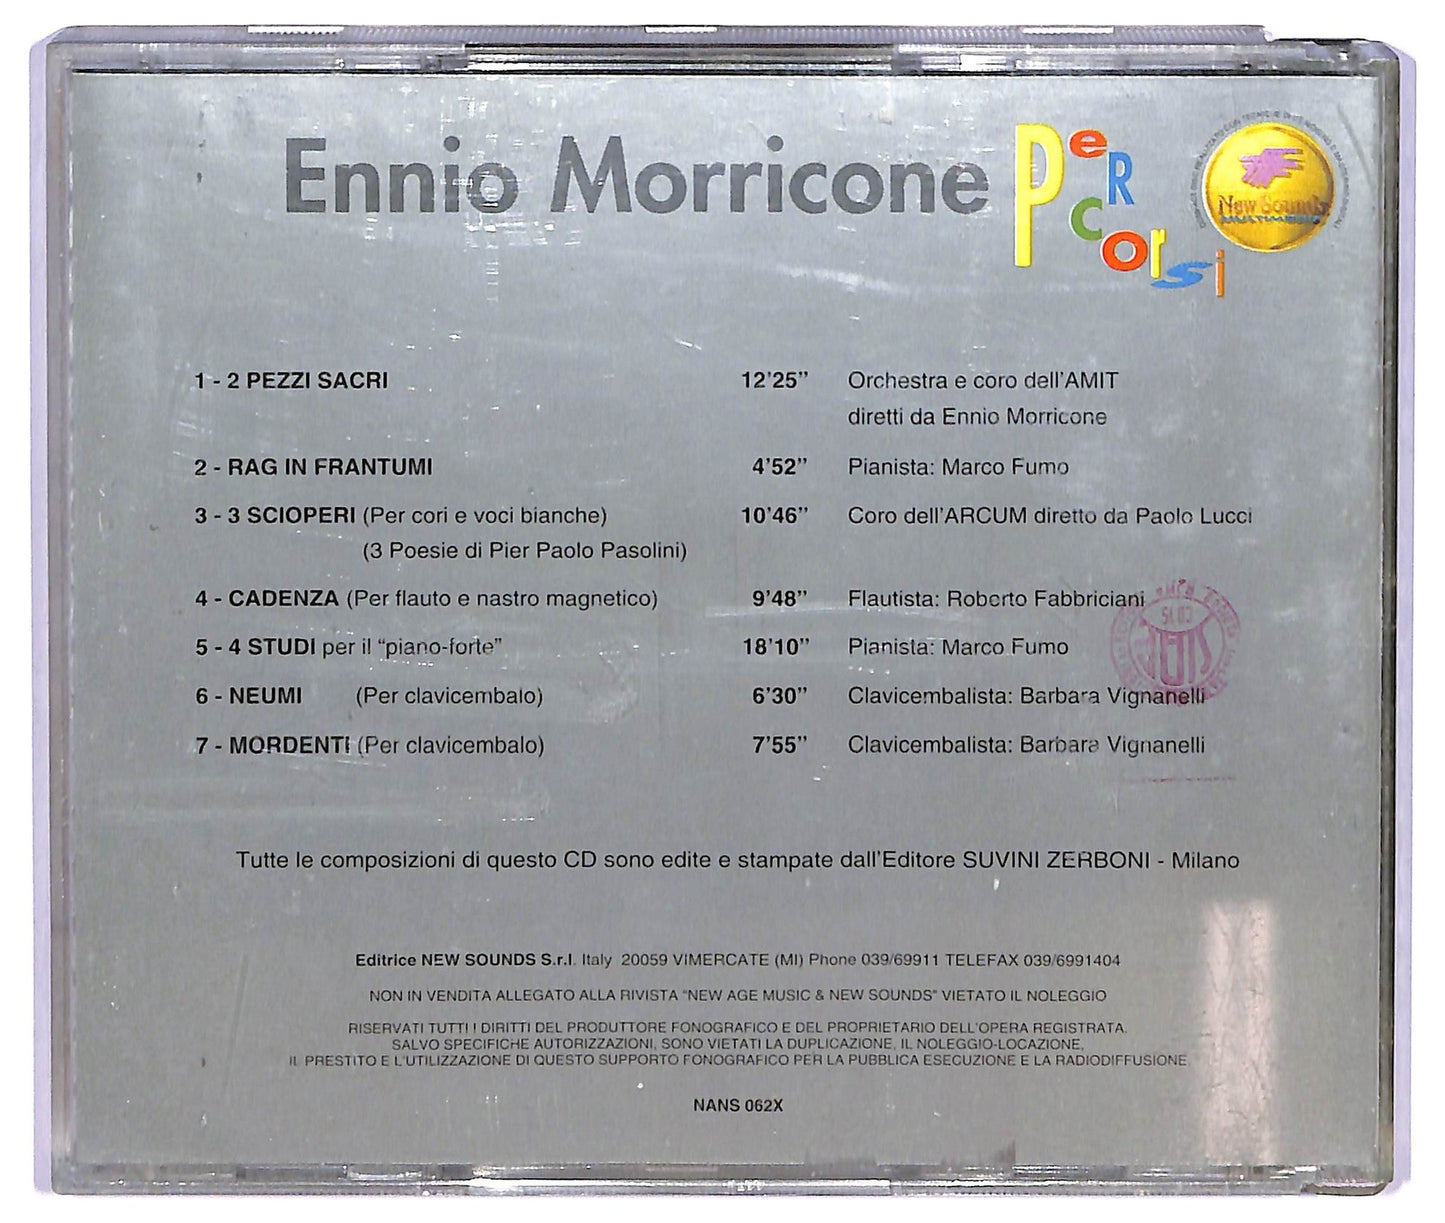 Ennio Morricone PeRcorsi
New Sounds
MULTIMEDIA
1 - 2 PEZZI SACRI 12’25” Orchestra e coro dell’AMIT
diretti da Ennio Morricone
2 - RAG IN FRANTUMI 4’52” Pianista: Marco Fumo
3 - 3 SCIOPERI (Per cori e voci bianche) 10’46” Coro dell’ARCUM diretto da Paolo Lucci
(3 Poesie di Pier Paolo Pasolini)
4 - CADENZA (Per flauto e nastro magnetico) 9’48” Flautista: Roberto Fabbriciani
5 - 4 STUDI per il “piano-forte” 18’10” Pianista: Marco Fumo
6 - NEUMI (Per clavicembalo) 6’30” Clavicembalista: Barbara Vignanelli
7 - MORDENTI (Per clavicembalo) 7’55” Clavicembalista: Barbara Vignanelli
SIAE
Tutte le composizioni di questo CD sono edite e stampate dall’Editore SUVINI ZERBONI - Milano
Editrice NEW SOUNDS S.r.l. Italy 20059 VIMERCATE (MI) Phone 039/69911 TELEFAX 039/6991404
NON IN VENDITA ALLEGATO ALLA RIVISTA “NEW AGE MUSIC & NEW SOUNDS” VIETATO IL NOLEGGIO
RISERVATI TUTTI I DIRITTI DEL PRODUTTORE FONOGRAFICO E DEL PROPRIETARIO DELL’OPERA REGISTRATA.
SALVO SPECIFICHE AUTORIZZAZIONI, SONO VIETATI LA DUPLICAZIONE, IL NOLEGGIO-LOCAZIONE,
IL PRESTITO E L’UTILIZZAZIONE DI QUESTO SUPPORTO FONOGRAFICO PER LA PUBBLICA ESECUZIONE E LA RADIODIFFUSIONE
NANS 062X